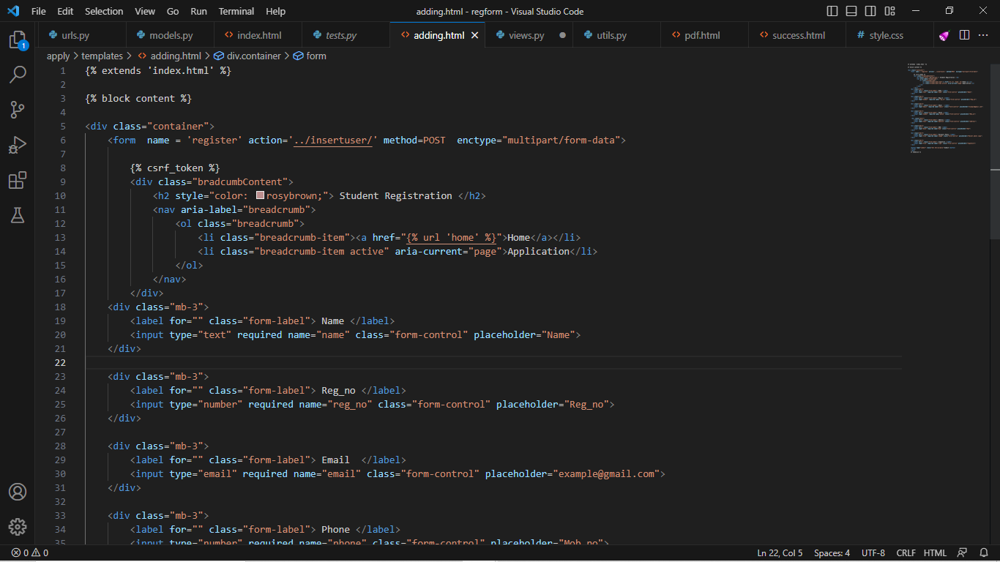 File Edit Selection View Go Run Terminal Help adding.html - regform - Visual Studio Code
urls.py models.py index.html tests.py adding.html views.py utils.py pdf.html success.html style.css
1
apply > templates > adding.html > div.container > form
1 {% extends 'index.html' %}
2
3 {% block content %}
4
5 <div class="container">
6 <form  name = 'register' action='../insertuser/' method=POST  enctype="multipart/form-data">
7
8 {% csrf_token %}
9 <div class="bradcumbContent">
10 <h2 style="color: rosybrown;"> Student Registration </h2>
11 <nav aria-label="breadcrumb">
12 <ol class="breadcrumb">
13 <li class="breadcrumb-item"><a href="{% url 'home' %}">Home</a></li>
14 <li class="breadcrumb-item active" aria-current="page">Application</li>
15 </ol>
16 </nav>
17 </div>
18 <div class="mb-3">
19 <label for="" class="form-label"> Name </label>
20 <input type="text" required name="name" class="form-control" placeholder="Name">
21 </div>
22
23 <div class="mb-3">
24 <label for="" class="form-label"> Reg_no </label>
25 <input type="number" required name="reg_no" class="form-control" placeholder="Reg_no">
26 </div>
27
28 <div class="mb-3">
29 <label for="" class="form-label"> Email  </label>
30 <input type="email" required name="email" class="form-control" placeholder="example@gmail.com">
31 </div>
32
33 <div class="mb-3">
34 <label for="" class="form-label"> Phone </label>
35 <input type="number" required name="phone" class="form-control" placeholder="Mob_no">
0 0 Ln 22, Col 5 Spaces: 4 UTF-8 CRLF HTML